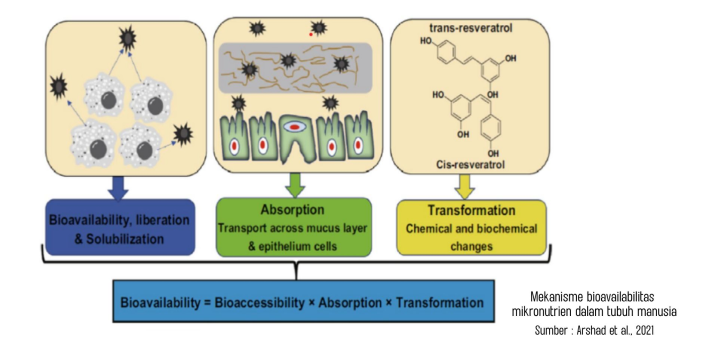 trans-resveratrol
HO
OH
OH
HO
OH
OH
Cis-resveratrol
Bioavailability, liberation
& Solubilization
Absorption
Transport across mucus layer
& epithelium cells
Transformation
Chemical and biochemical
changes
Bioavailability = Bioaccessibility × Absorption × Transformation
Mekanisme bioavailabilitas
mikronutrien dalam tubuh manusia
Sumber : Arshad et al., 2021